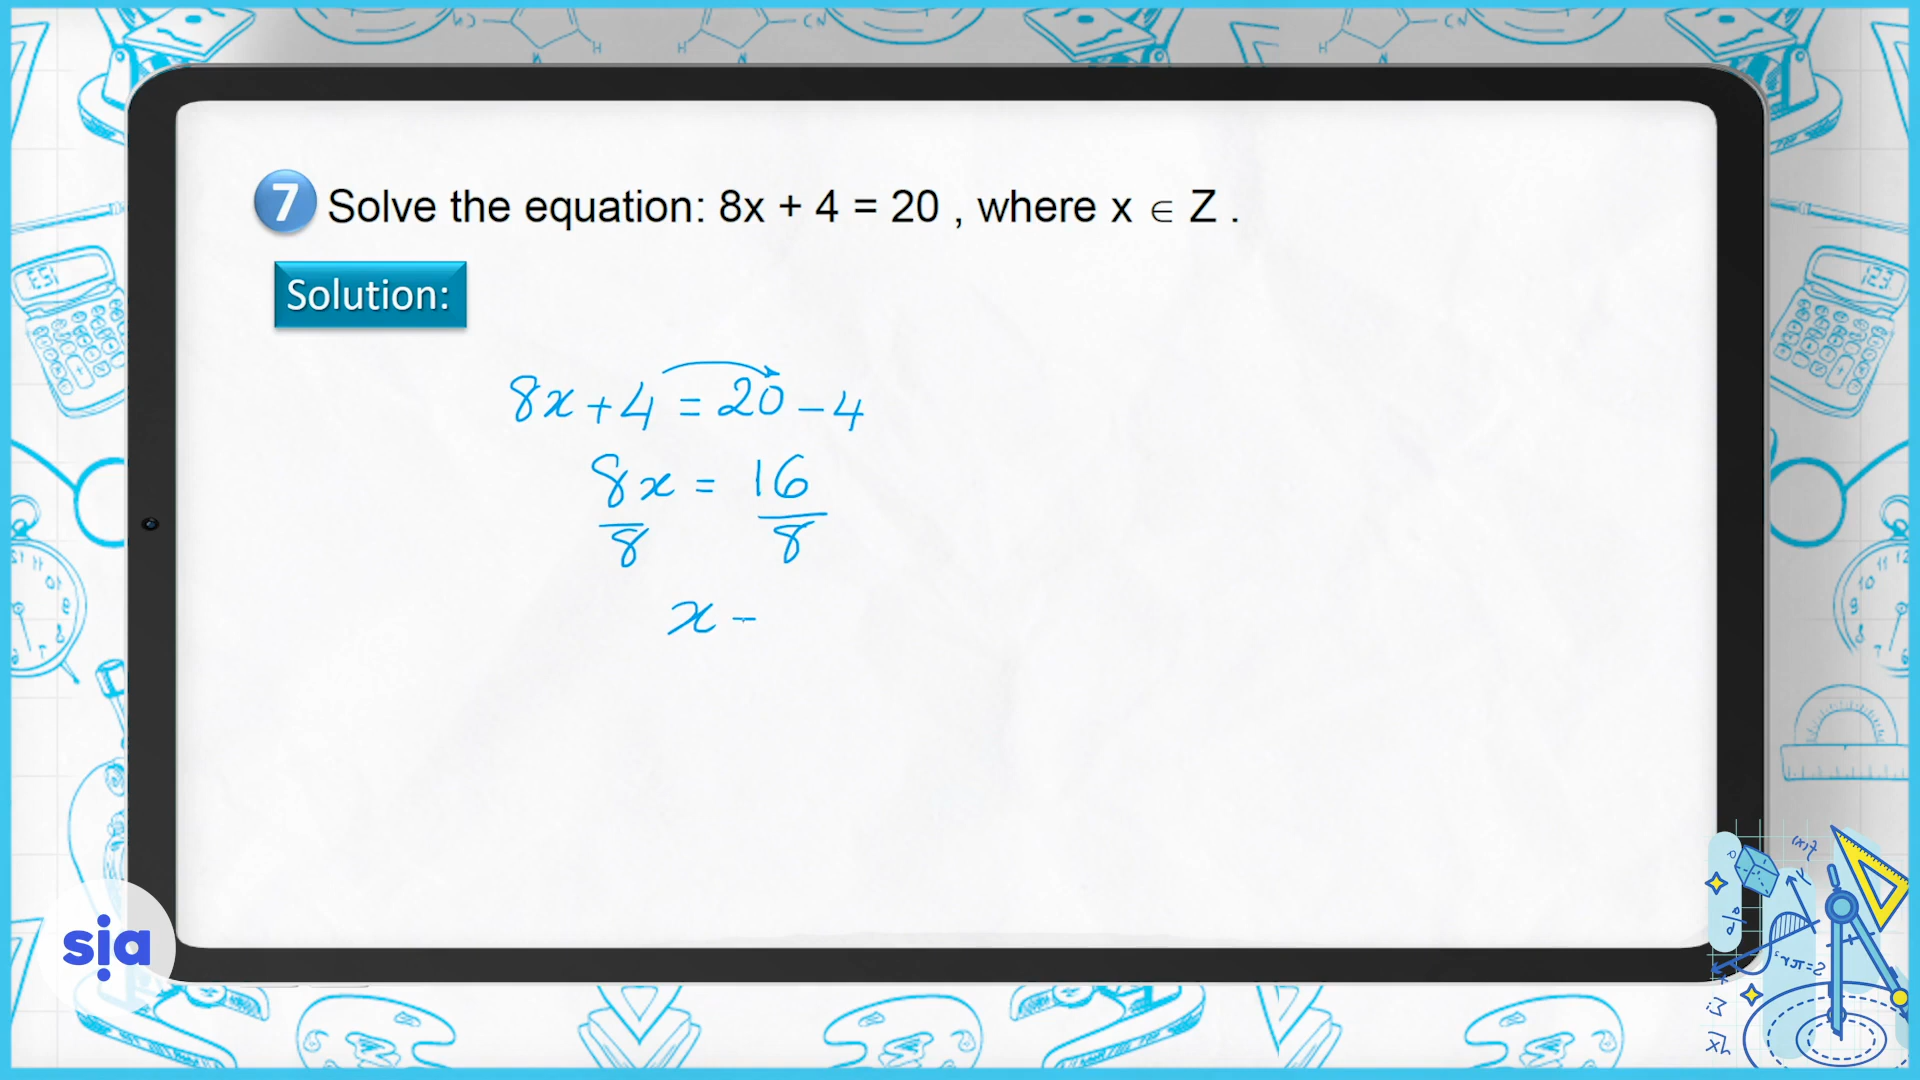 7 Solve the equation: 8x + 4 = 20 , where x ∈ Z .
Solution:
8x + 4 = 20 - 4
8x = 16
8 8
x -
sia